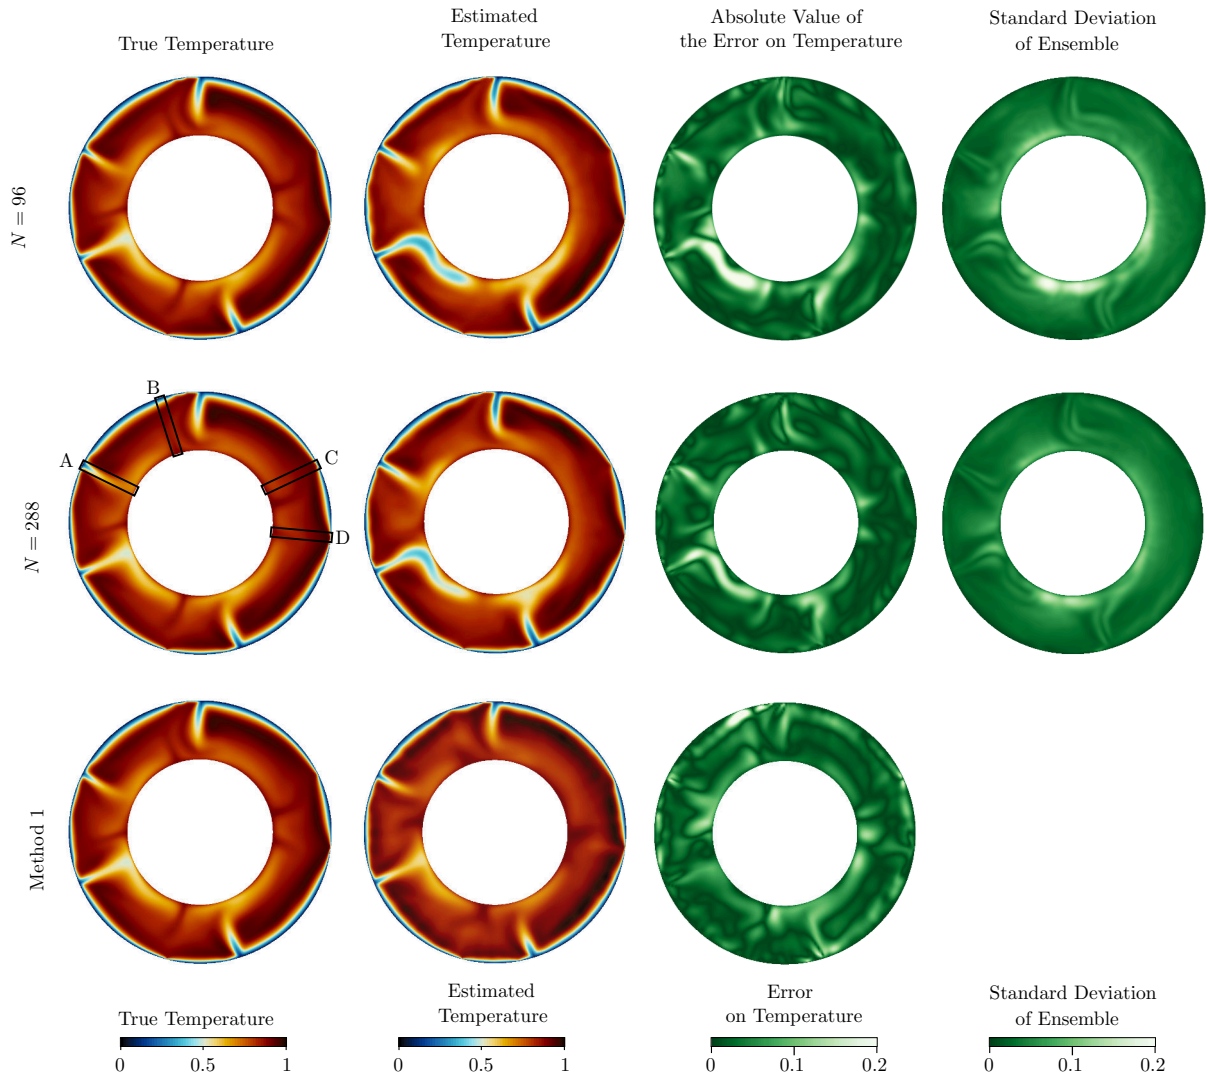 True Temperature
Estimated
Temperature
Absolute Value of
the Error on Temperature
Standard Deviation
of Ensemble
N = 96
N = 288
A
B
C
D
Method 1
True Temperature
Estimated
Temperature
Error
on Temperature
Standard Deviation
of Ensemble
0 0.5 1
0 0.5 1
0 0.1 0.2
0 0.1 0.2